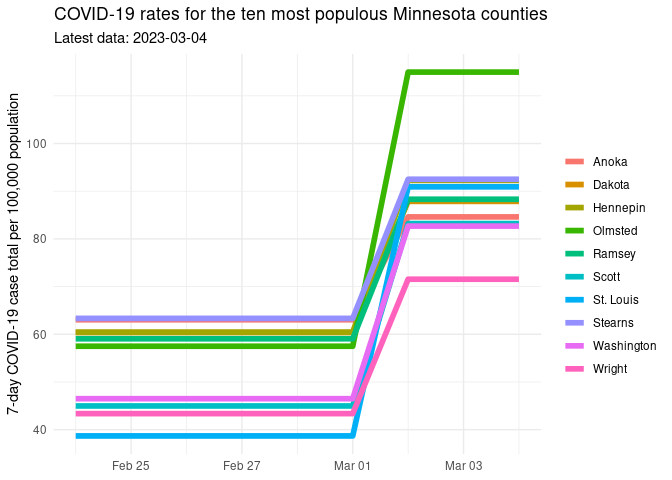 COVID-19 rates for the ten most populous Minnesota counties
Latest data: 2023-03-04
7-day COVID-19 case total per 100,000 population
100
80
60
40
Feb 25
Feb 27
Mar 01
Mar 03
Anoka
Dakota
Hennepin
Olmsted
Ramsey
Scott
St. Louis
Stearns
Washington
Wright